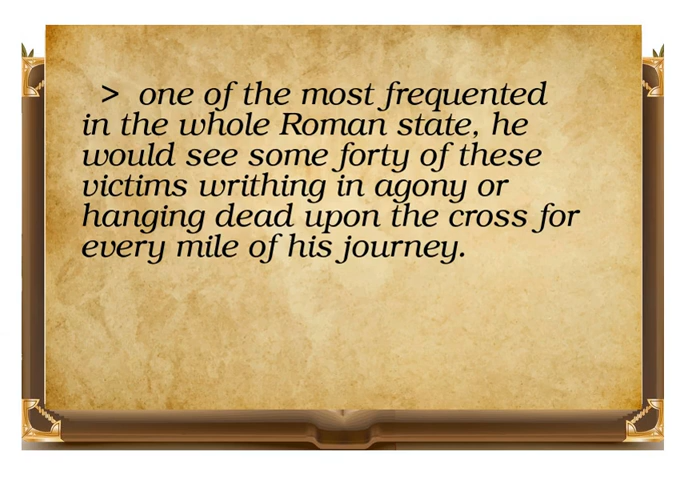 > one of the most frequented
in the whole Roman state, he
would see some forty of these
victims writhing in agony or
hanging dead upon the cross for
every mile of his journey.